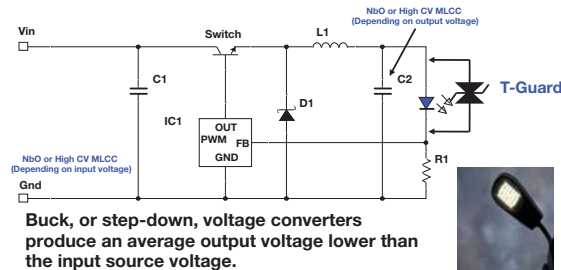 NbO or High CV MLCC
(Depending on output voltage)
Vin
Switch
L1
C1
C2
T-Guard
D1
IC1
OUT
PWM FB
GND
R1
NbO or High CV MLCC
(Depending on input voltage)
Gnd
Buck, or step-down, voltage converters
produce an average output voltage lower than
the input source voltage.